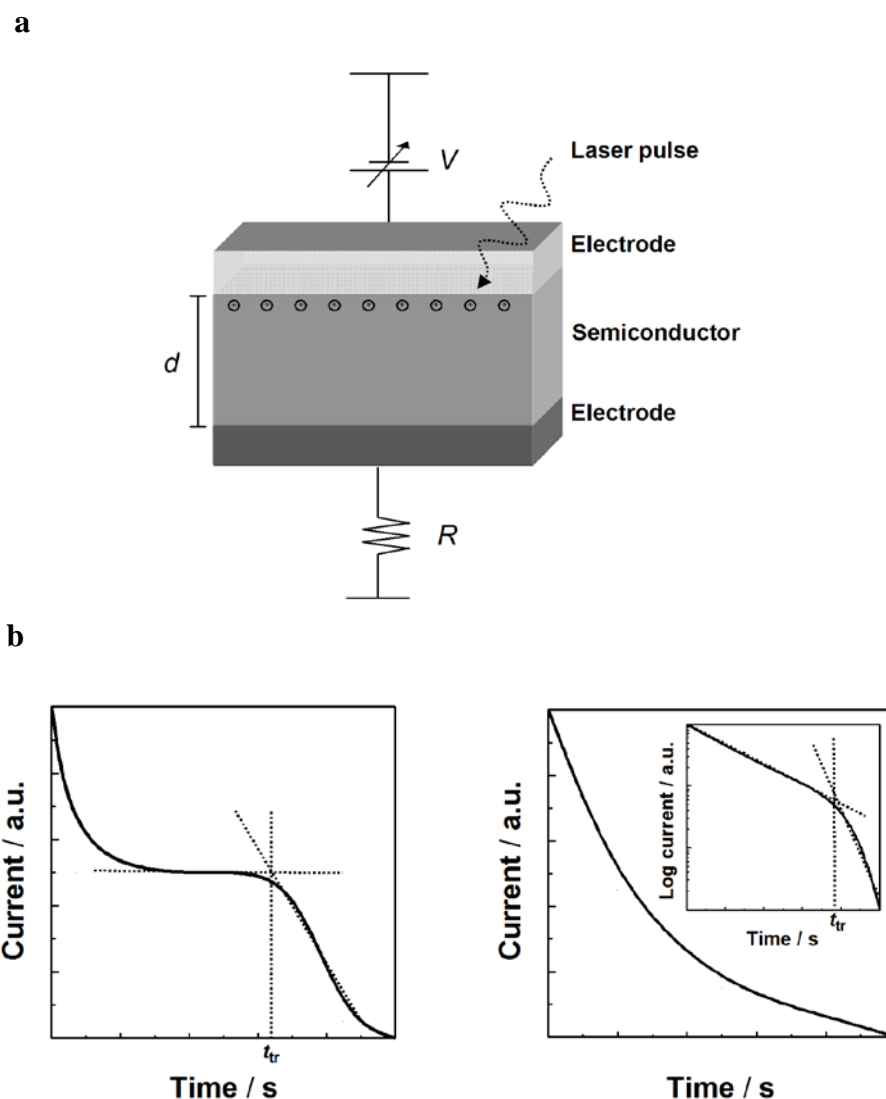 a
V
Laser pulse
Electrode
d
Semiconductor
Electrode
R
b
Current / a.u.
t_tr
Time / s
Current / a.u.
Log current / a.u.
Time / s
t_tr
Time / s